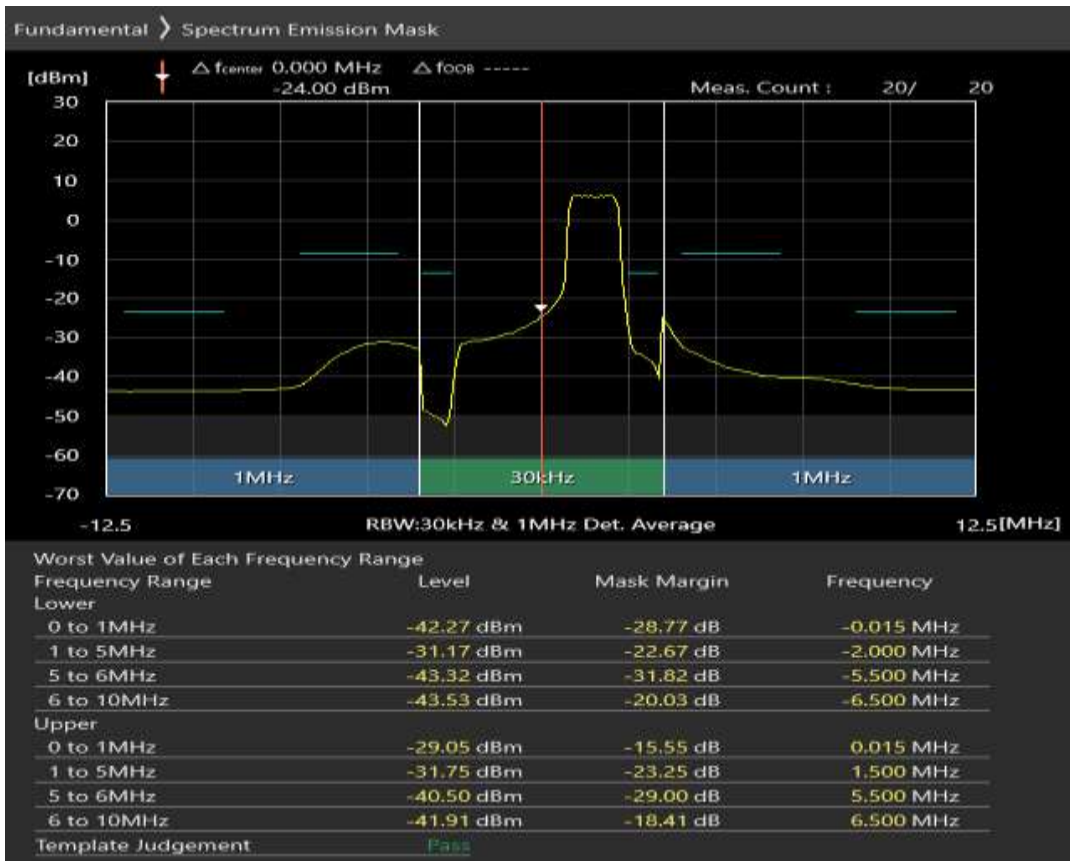 Fundamental ❯ Spectrum Emission Mask
[dBm] △ fcenter 0.000 MHz △ fOOB -----
-24.00 dBm Meas. Count : 20/ 20
30
20
10
0
-10
-20
-30
-40
-50
-60
1MHz 30kHz 1MHz
-70
-12.5 RBW:30kHz & 1MHz Det. Average 12.5[MHz]
Worst Value of Each Frequency Range
Frequency Range Level Mask Margin Frequency
Lower
0 to 1MHz -42.27 dBm -28.77 dB -0.015 MHz
1 to 5MHz -31.17 dBm -22.67 dB -2.000 MHz
5 to 6MHz -43.32 dBm -31.82 dB -5.500 MHz
6 to 10MHz -43.53 dBm -20.03 dB -6.500 MHz
Upper
0 to 1MHz -29.05 dBm -15.55 dB 0.015 MHz
1 to 5MHz -31.75 dBm -23.25 dB 1.500 MHz
5 to 6MHz -40.50 dBm -29.00 dB 5.500 MHz
6 to 10MHz -41.91 dBm -18.41 dB 6.500 MHz
Template Judgement Pass